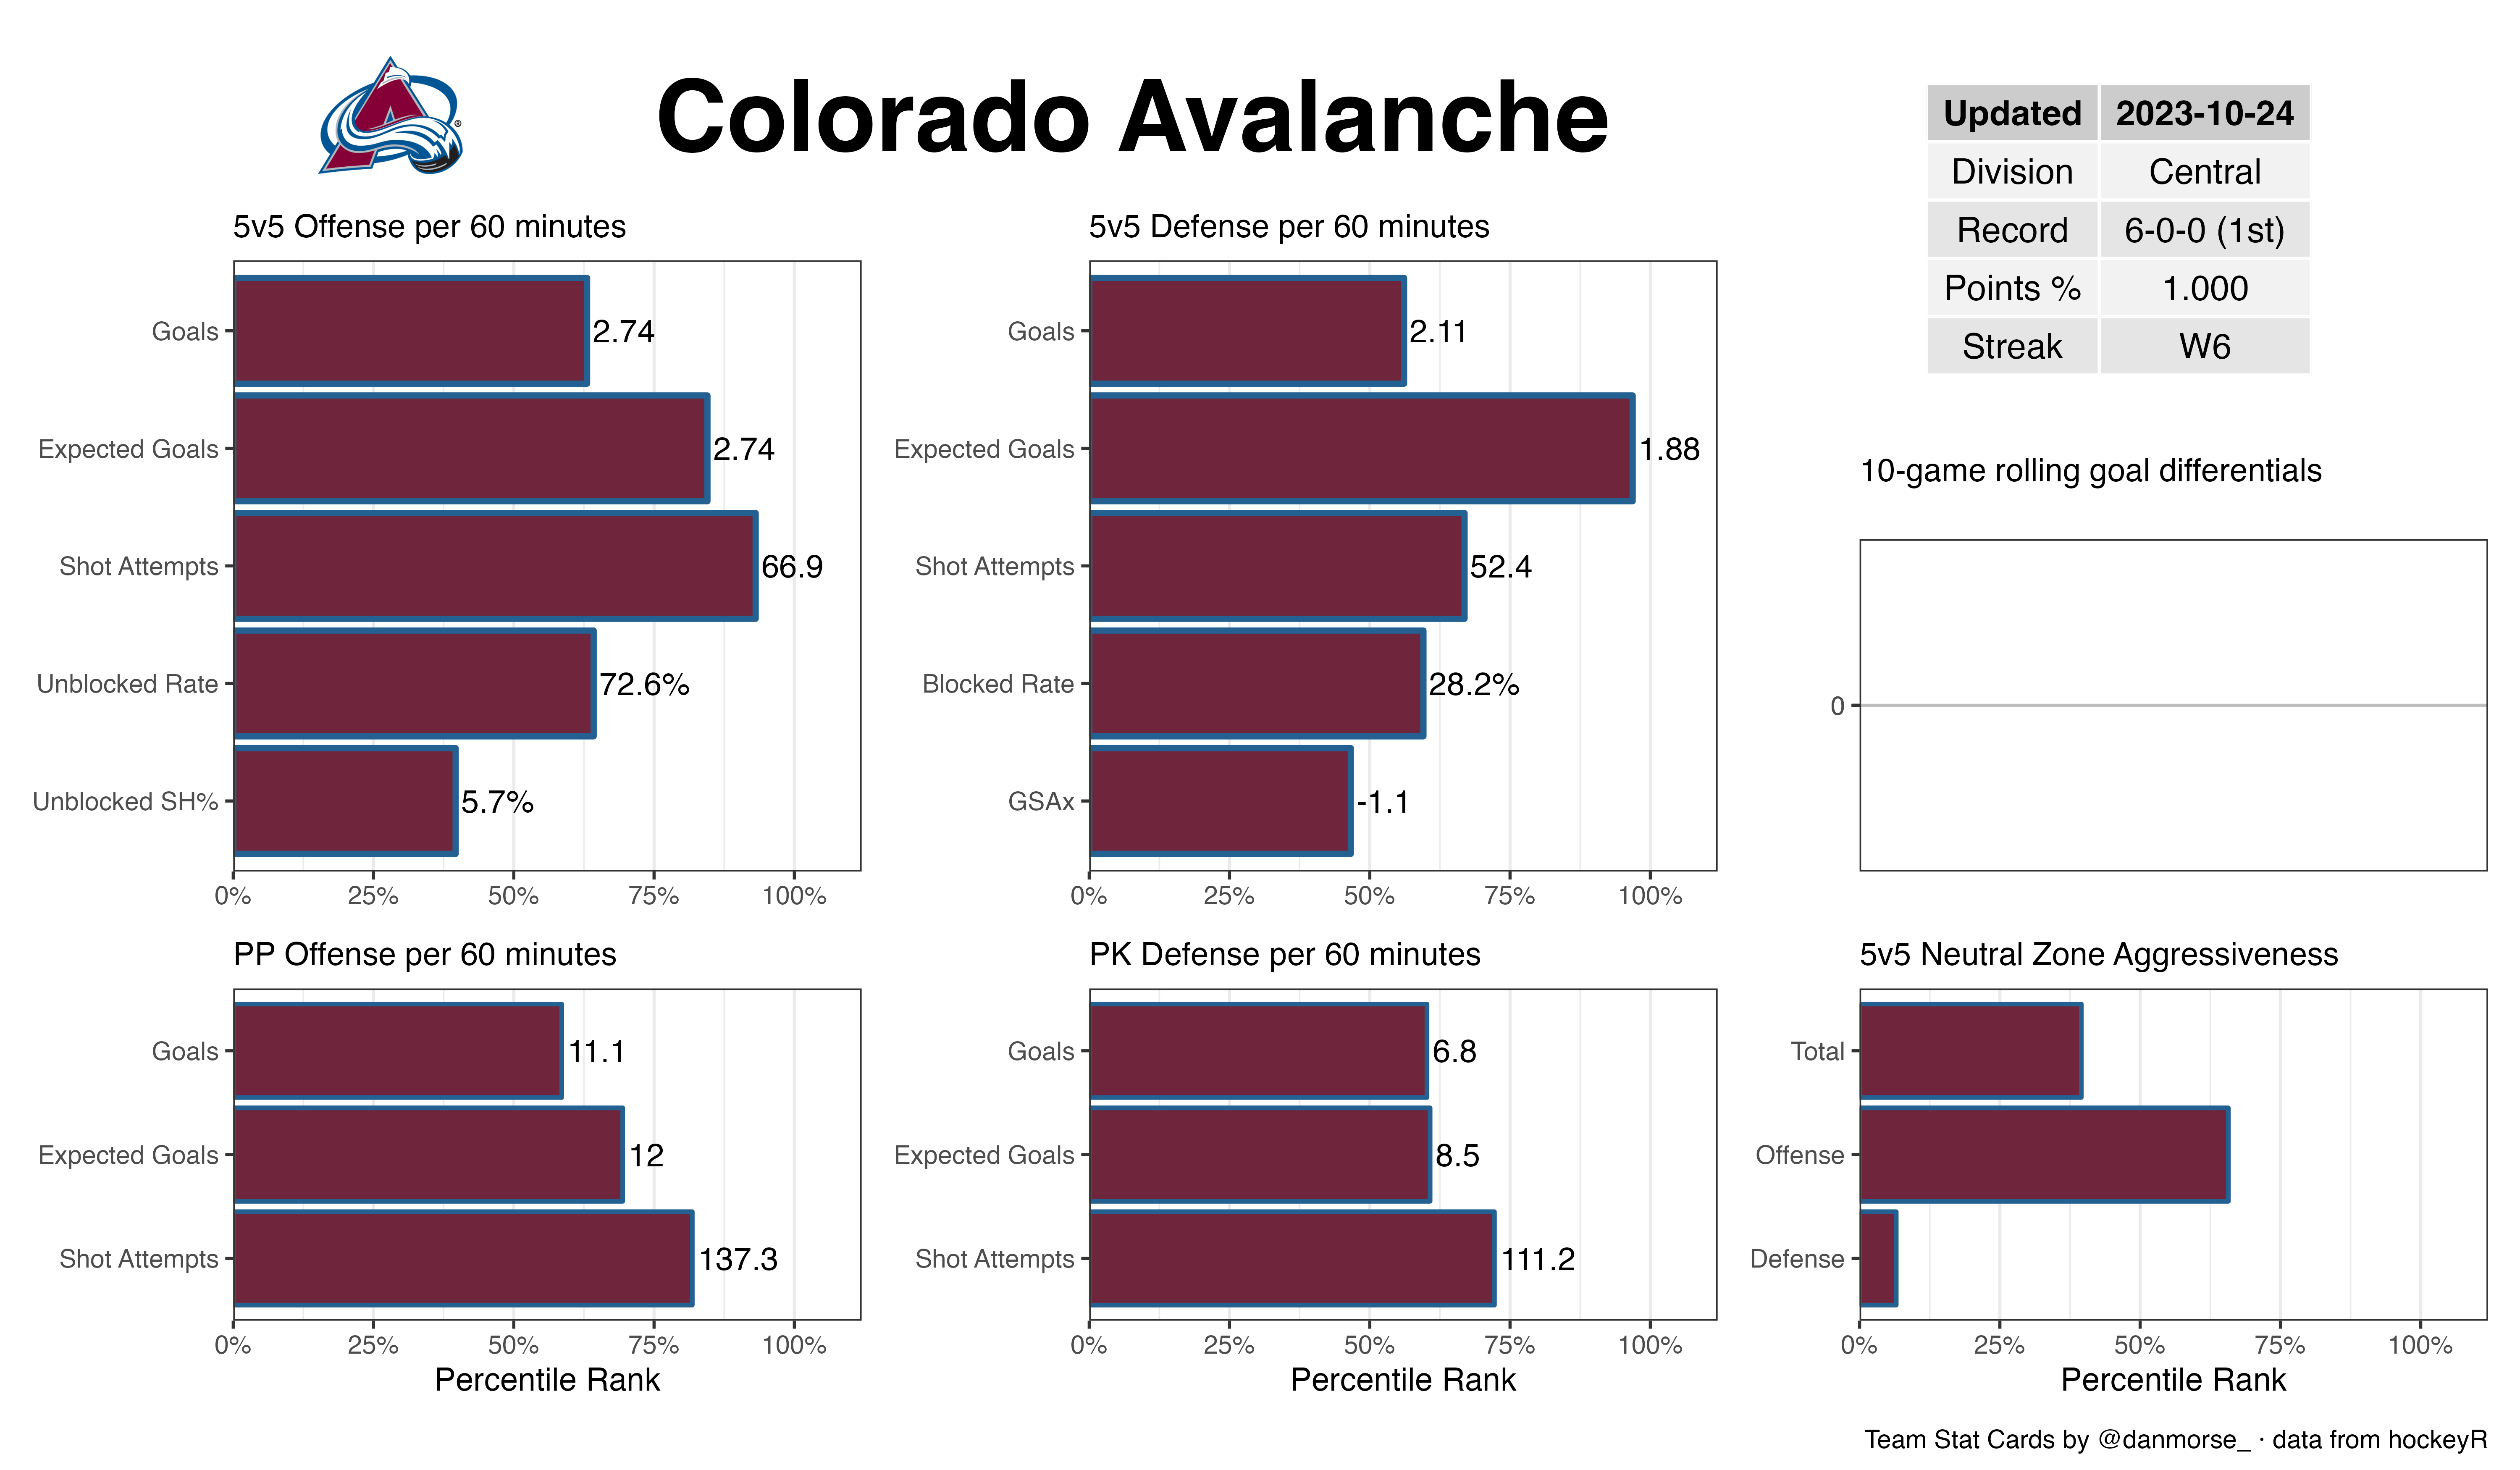 Colorado Avalanche
®
Updated 2023-10-24
Division Central
Record 6-0-0 (1st)
Points % 1.000
Streak W6
5v5 Offense per 60 minutes
Goals 2.74
Expected Goals 2.74
Shot Attempts 66.9
Unblocked Rate 72.6%
Unblocked SH% 5.7%
0% 25% 50% 75% 100%
5v5 Defense per 60 minutes
Goals 2.11
Expected Goals 1.88
Shot Attempts 52.4
Blocked Rate 28.2%
GSAx -1.1
0% 25% 50% 75% 100%
10-game rolling goal differentials
0
PP Offense per 60 minutes
Goals 11.1
Expected Goals 12
Shot Attempts 137.3
0% 25% 50% 75% 100%
Percentile Rank
PK Defense per 60 minutes
Goals 6.8
Expected Goals 8.5
Shot Attempts 111.2
0% 25% 50% 75% 100%
Percentile Rank
5v5 Neutral Zone Aggressiveness
Total
Offense
Defense
0% 25% 50% 75% 100%
Percentile Rank
Team Stat Cards by @danmorse_ · data from hockeyR